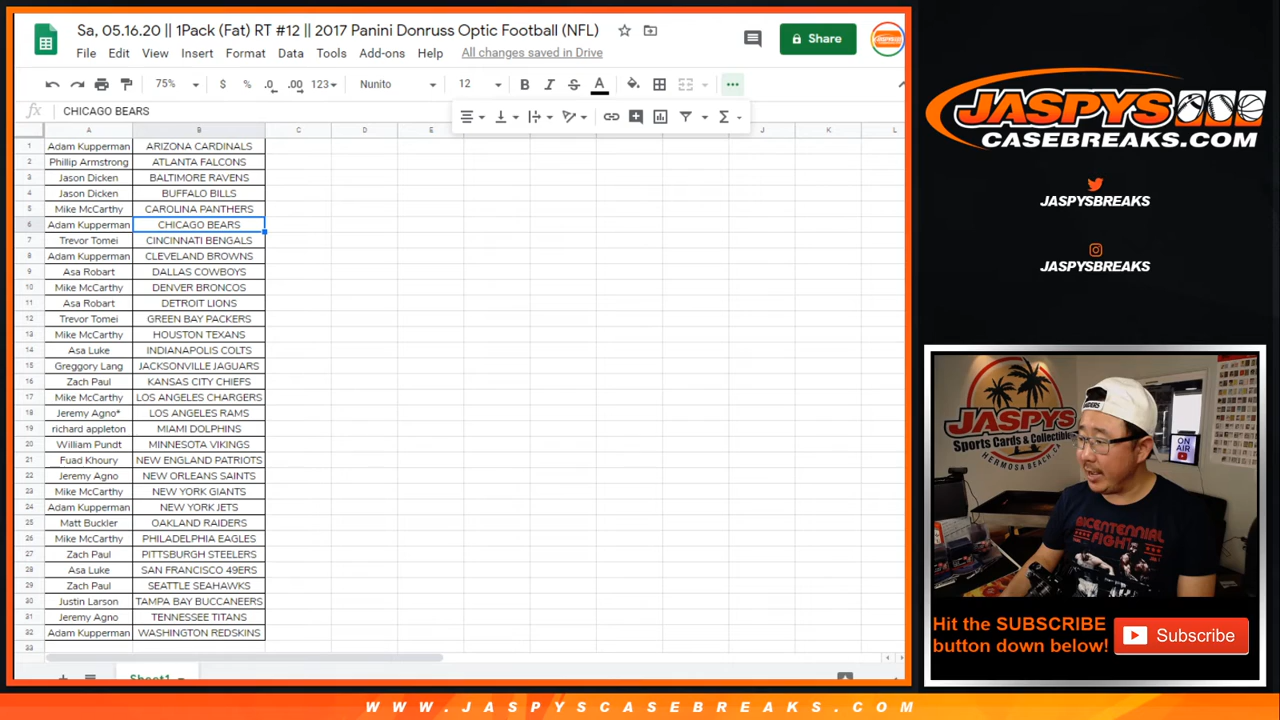 Sa, 05.16.20 || 1Pack (Fat) RT #12 || 2017 Panini Donruss Optic Football (NFL)
File Edit View Insert Format Data Tools Add-ons Help All changes saved in Drive
Share
75% $ % .0 .00 123 Nunito 12 B I S A
fx CHICAGO BEARS
A B C D E J K L
1 Adam Kupperman ARIZONA CARDINALS
2 Phillip Armstrong ATLANTA FALCONS
3 Jason Dicken BALTIMORE RAVENS
4 Jason Dicken BUFFALO BILLS
5 Mike McCarthy CAROLINA PANTHERS
6 Adam Kupperman CHICAGO BEARS
7 Trevor Tomei CINCINNATI BENGALS
8 Adam Kupperman CLEVELAND BROWNS
9 Asa Robart DALLAS COWBOYS
10 Mike McCarthy DENVER BRONCOS
11 Asa Robart DETROIT LIONS
12 Trevor Tomei GREEN BAY PACKERS
13 Mike McCarthy HOUSTON TEXANS
14 Asa Luke INDIANAPOLIS COLTS
15 Greggory Lang JACKSONVILLE JAGUARS
16 Zach Paul KANSAS CITY CHIEFS
17 Mike McCarthy LOS ANGELES CHARGERS
18 Jeremy Agno* LOS ANGELES RAMS
19 richard appleton MIAMI DOLPHINS
20 William Pundt MINNESOTA VIKINGS
21 Fuad Khoury NEW ENGLAND PATRIOTS
22 Jeremy Agno NEW ORLEANS SAINTS
23 Mike McCarthy NEW YORK GIANTS
24 Adam Kupperman NEW YORK JETS
25 Matt Buckler OAKLAND RAIDERS
26 Mike McCarthy PHILADELPHIA EAGLES
27 Zach Paul PITTSBURGH STEELERS
28 Asa Luke SAN FRANCISCO 49ERS
29 Zach Paul SEATTLE SEAHAWKS
30 Justin Larson TAMPA BAY BUCCANEERS
31 Jeremy Agno TENNESSEE TITANS
32 Adam Kupperman WASHINGTON REDSKINS
33
Sheet1
JASPYS
CASEBREAKS.COM
JASPYSBREAKS
JASPYSBREAKS
JASPYS
Sports Cards & Collectibles
HERMOSA BEACH, CA
ON AIR
BICENTENNIAL
FIGHT
Hit the SUBSCRIBE
button down below!
Subscribe
WWW.JASPYSCASEBREAKS.COM